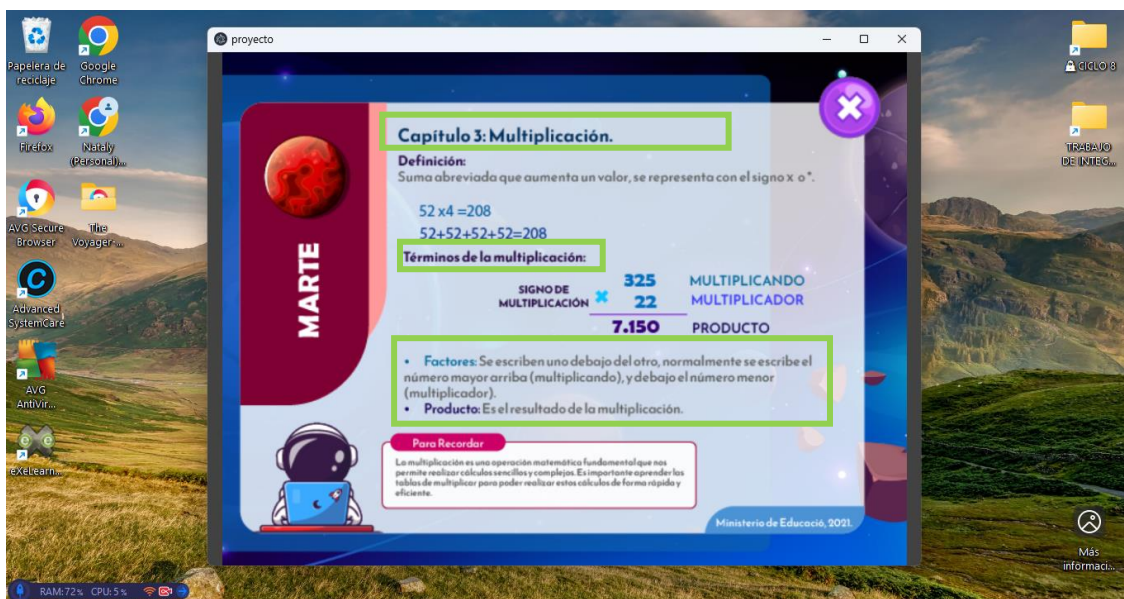 proyecto
Papelera de
reciclaje
Google
Chrome
Firefox
Nataly
(Personal)...
AVG Secure
Browser
The
Voyager-...
Advanced
SystemCare
AVG
AntiVir...
eXeLearn...
CICLO 8
TRABAJO
DE INTEG...
Más
informaci...
MARTE
Capítulo 3: Multiplicación.
Definición:
Suma abreviada que aumenta un valor, se representa con el signo x o *.
52 x4 =208
52+52+52+52=208
Términos de la multiplicación:
SIGNO DE
MULTIPLICACIÓN
325 MULTIPLICANDO
× 22 MULTIPLICADOR
7.150 PRODUCTO
• Factores: Se escriben uno debajo del otro, normalmente se escribe el
número mayor arriba (multiplicando), y debajo el número menor
(multiplicador).
• Producto: Es el resultado de la multiplicación.
Para Recordar
La multiplicación es una operación matemática fundamental que nos
permite realizar cálculos sencillos y complejos. Es importante aprender las
tablas de multiplicar para poder realizar estos cálculos de forma rápida y
eficiente.
Ministerio de Educació, 2021.
RAM:72% CPU:5%